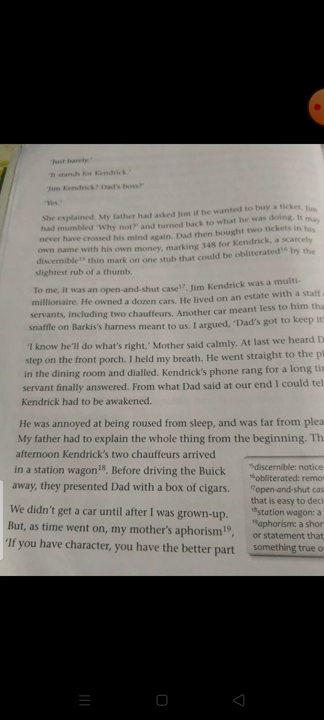 'Just barely.'
'It stands for Kendrick.'
'Jim Kendrick? Dad's boss?'
'Yes.'
She explained. My father had asked Jim if he wanted to buy a ticket. Jim
had mumbled 'Why not?' and turned back to what he was doing. It may
never have crossed his mind again. Dad then bought two tickets in his
own name with his own money, marking 348 for Kendrick, a scarcely
discernible¹⁵ thin mark on one stub that could be obliterated¹⁶ by the
slightest rub of a thumb.
To me, it was an open-and-shut case¹⁷. Jim Kendrick was a multi-
millionaire. He owned a dozen cars. He lived on an estate with a staff
servants, including two chauffeurs. Another car meant less to him tha
snaffle on Barkis's harness meant to us. I argued, 'Dad's got to keep it
'I know he'll do what's right,' Mother said calmly. At last we heard D
step on the front porch. I held my breath. He went straight to the p
in the dining room and dialled. Kendrick's phone rang for a long ti
servant finally answered. From what Dad said at our end I could tel
Kendrick had to be awakened.
He was annoyed at being roused from sleep, and was far from plea
My father had to explain the whole thing from the beginning. Th
afternoon Kendrick's two chauffeurs arrived
in a station wagon¹⁸. Before driving the Buick
away, they presented Dad with a box of cigars.
We didn't get a car until after I was grown-up.
But, as time went on, my mother's aphorism¹⁹,
'If you have character, you have the better part
¹⁵discernible: notice
¹⁶obliterated: remo
¹⁷open-and-shut cas
that is easy to deci
¹⁸station wagon: a
¹⁹aphorism: a shor
or statement that
something true o